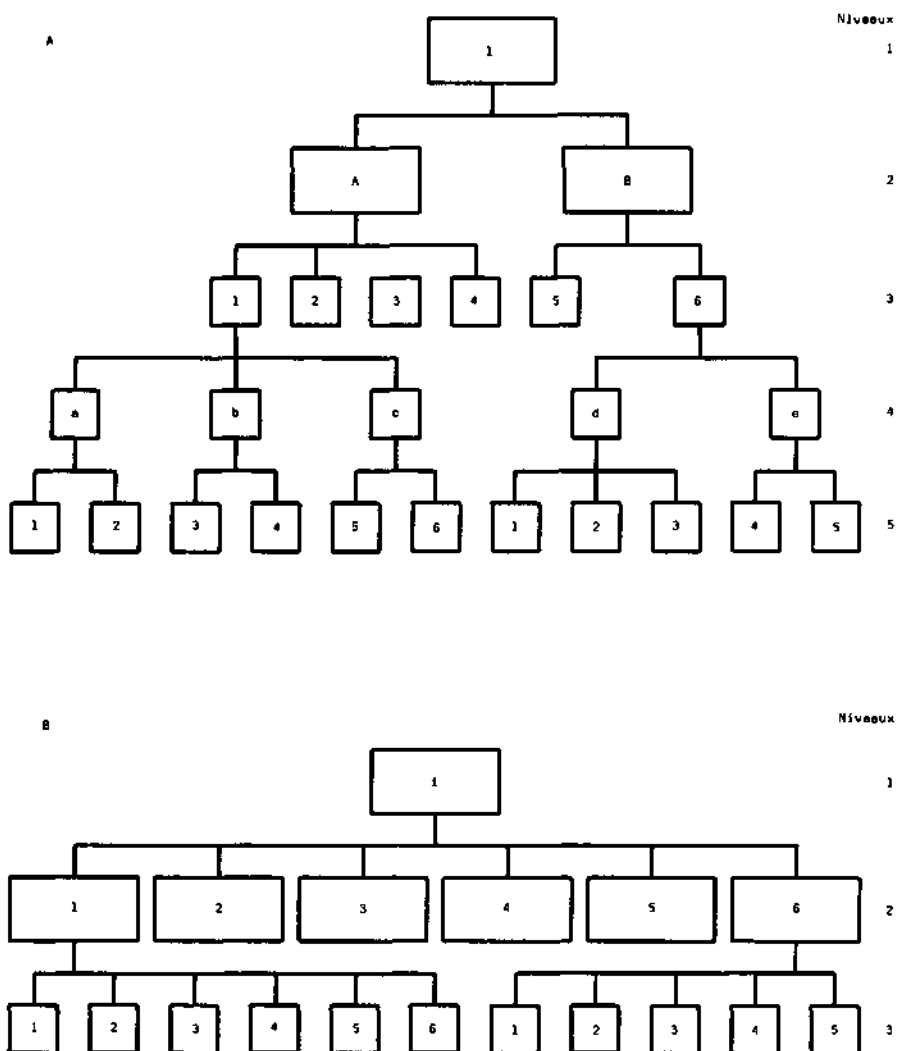 Niveaux
A
1 1
A B 2
1 2 3 4 5 6 3
a b c d e 4
1 2 3 4 5 6 1 2 3 4 5 5
Niveaux
B
1 1
1 2 3 4 5 6 2
1 2 3 4 5 6 1 2 3 4 5 3